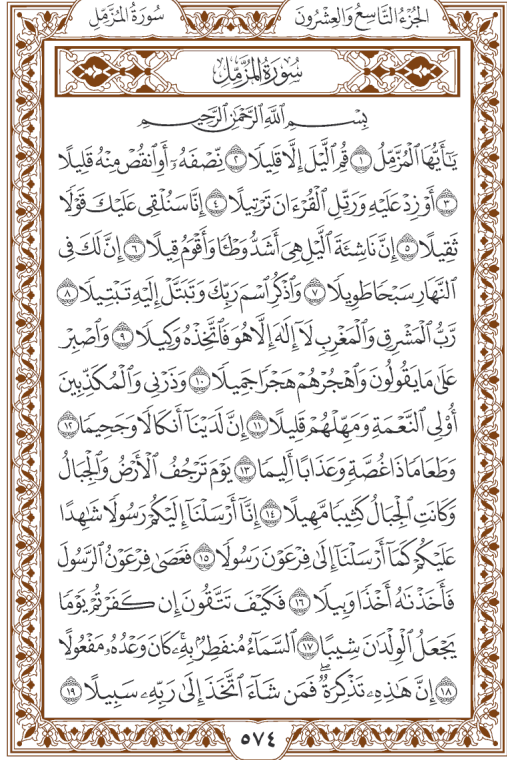 سُورَةُ المُزَّمِّلِ
الجُزْءُ التَّاسِعُ وَالعِشْرُونَ
سُورَةُ المُزَّمِّلِ
بِسْمِ ٱللَّهِ ٱلرَّحْمَٰنِ ٱلرَّحِيمِ
يَٰٓأَيُّهَا ٱلْمُزَّمِّلُ ١ قُمِ ٱلَّيْلَ إِلَّا قَلِيلًا ٢ نِّصْفَهُۥٓ أَوِ ٱنقُصْ مِنْهُ قَلِيلًا
٣ أَوْ زِدْ عَلَيْهِ وَرَتِّلِ ٱلْقُرْءَانَ تَرْتِيلًا ٤ إِنَّا سَنُلْقِى عَلَيْكَ قَوْلًا
ثَقِيلًا ٥ إِنَّ نَاشِئَةَ ٱلَّيْلِ هِىَ أَشَدُّ وَطْـًٔا وَأَقْوَمُ قِيلًا ٦ إِنَّ لَكَ فِى
ٱلنَّهَارِ سَبْحًا طَوِيلًا ٧ وَٱذْكُرِ ٱسْمَ رَبِّكَ وَتَبَتَّلْ إِلَيْهِ تَبْتِيلًا ٨
رَّبُّ ٱلْمَشْرِقِ وَٱلْمَغْرِبِ لَآ إِلَٰهَ إِلَّا هُوَ فَٱتَّخِذْهُ وَكِيلًا ٩ وَٱصْبِرْ
عَلَىٰ مَا يَقُولُونَ وَٱهْجُرْهُمْ هَجْرًا جَمِيلًا ١٠ وَذَرْنِى وَٱلْمُكَذِّبِينَ
أُو۟لِى ٱلنَّعْمَةِ وَمَهِّلْهُمْ قَلِيلًا ١١ إِنَّ لَدَيْنَآ أَنكَالًا وَجَحِيمًا ١٢
وَطَعَامًا ذَا غُصَّةٍ وَعَذَابًا أَلِيمًا ١٣ يَوْمَ تَرْجُفُ ٱلْأَرْضُ وَٱلْجِبَالُ
وَكَانَتِ ٱلْجِبَالُ كَثِيبًا مَّهِيلًا ١٤ إِنَّآ أَرْسَلْنَآ إِلَيْكُمْ رَسُولًا شَٰهِدًا
عَلَيْكُمْ كَمَآ أَرْسَلْنَآ إِلَىٰ فِرْعَوْنَ رَسُولًا ١٥ فَعَصَىٰ فِرْعَوْنُ ٱلرَّسُولَ
فَأَخَذْنَٰهُ أَخْذًا وَبِيلًا ١٦ فَكَيْفَ تَتَّقُونَ إِن كَفَرْتُمْ يَوْمًا
يَجْعَلُ ٱلْوِلْدَٰنَ شِيبًا ١٧ ٱلسَّمَآءُ مُنفَطِرٌۢ بِهِۦ ۚ كَانَ وَعْدُهُۥ مَفْعُولًا
١٨ إِنَّ هَٰذِهِۦ تَذْكِرَةٌ ۖ فَمَن شَآءَ ٱتَّخَذَ إِلَىٰ رَبِّهِۦ سَبِيلًا ١٩
٥٧٤